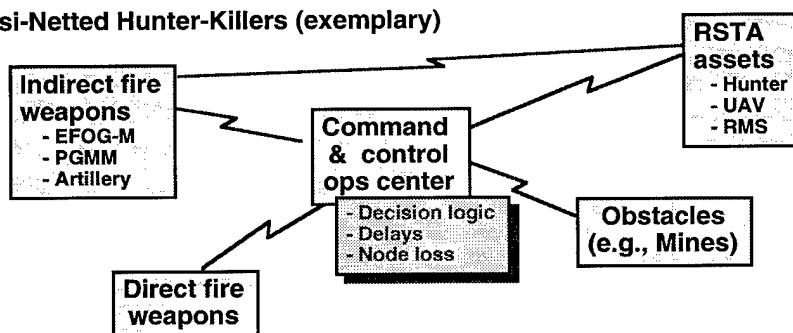 si-Netted Hunter-Killers (exemplary)
RSTA
assets
- Hunter
- UAV
- RMS
Indirect fire
weapons
- EFOG-M
- PGMM
- Artillery
Command
& control
ops center
- Decision logic
- Delays
- Node loss
Obstacles
(e.g., Mines)
Direct fire
weapons